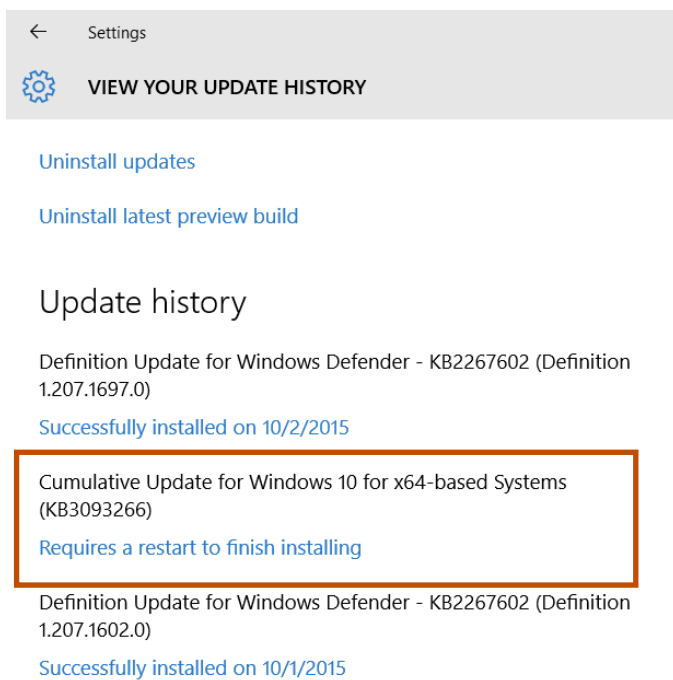 Settings
VIEW YOUR UPDATE HISTORY
Uninstall updates
Uninstall latest preview build
Update history
Definition Update for Windows Defender - KB2267602 (Definition
1.207.1697.0)
Successfully installed on 10/2/2015
Cumulative Update for Windows 10 for x64-based Systems
(KB3093266)
Requires a restart to finish installing
Definition Update for Windows Defender - KB2267602 (Definition
1.207.1602.0)
Successfully installed on 10/1/2015